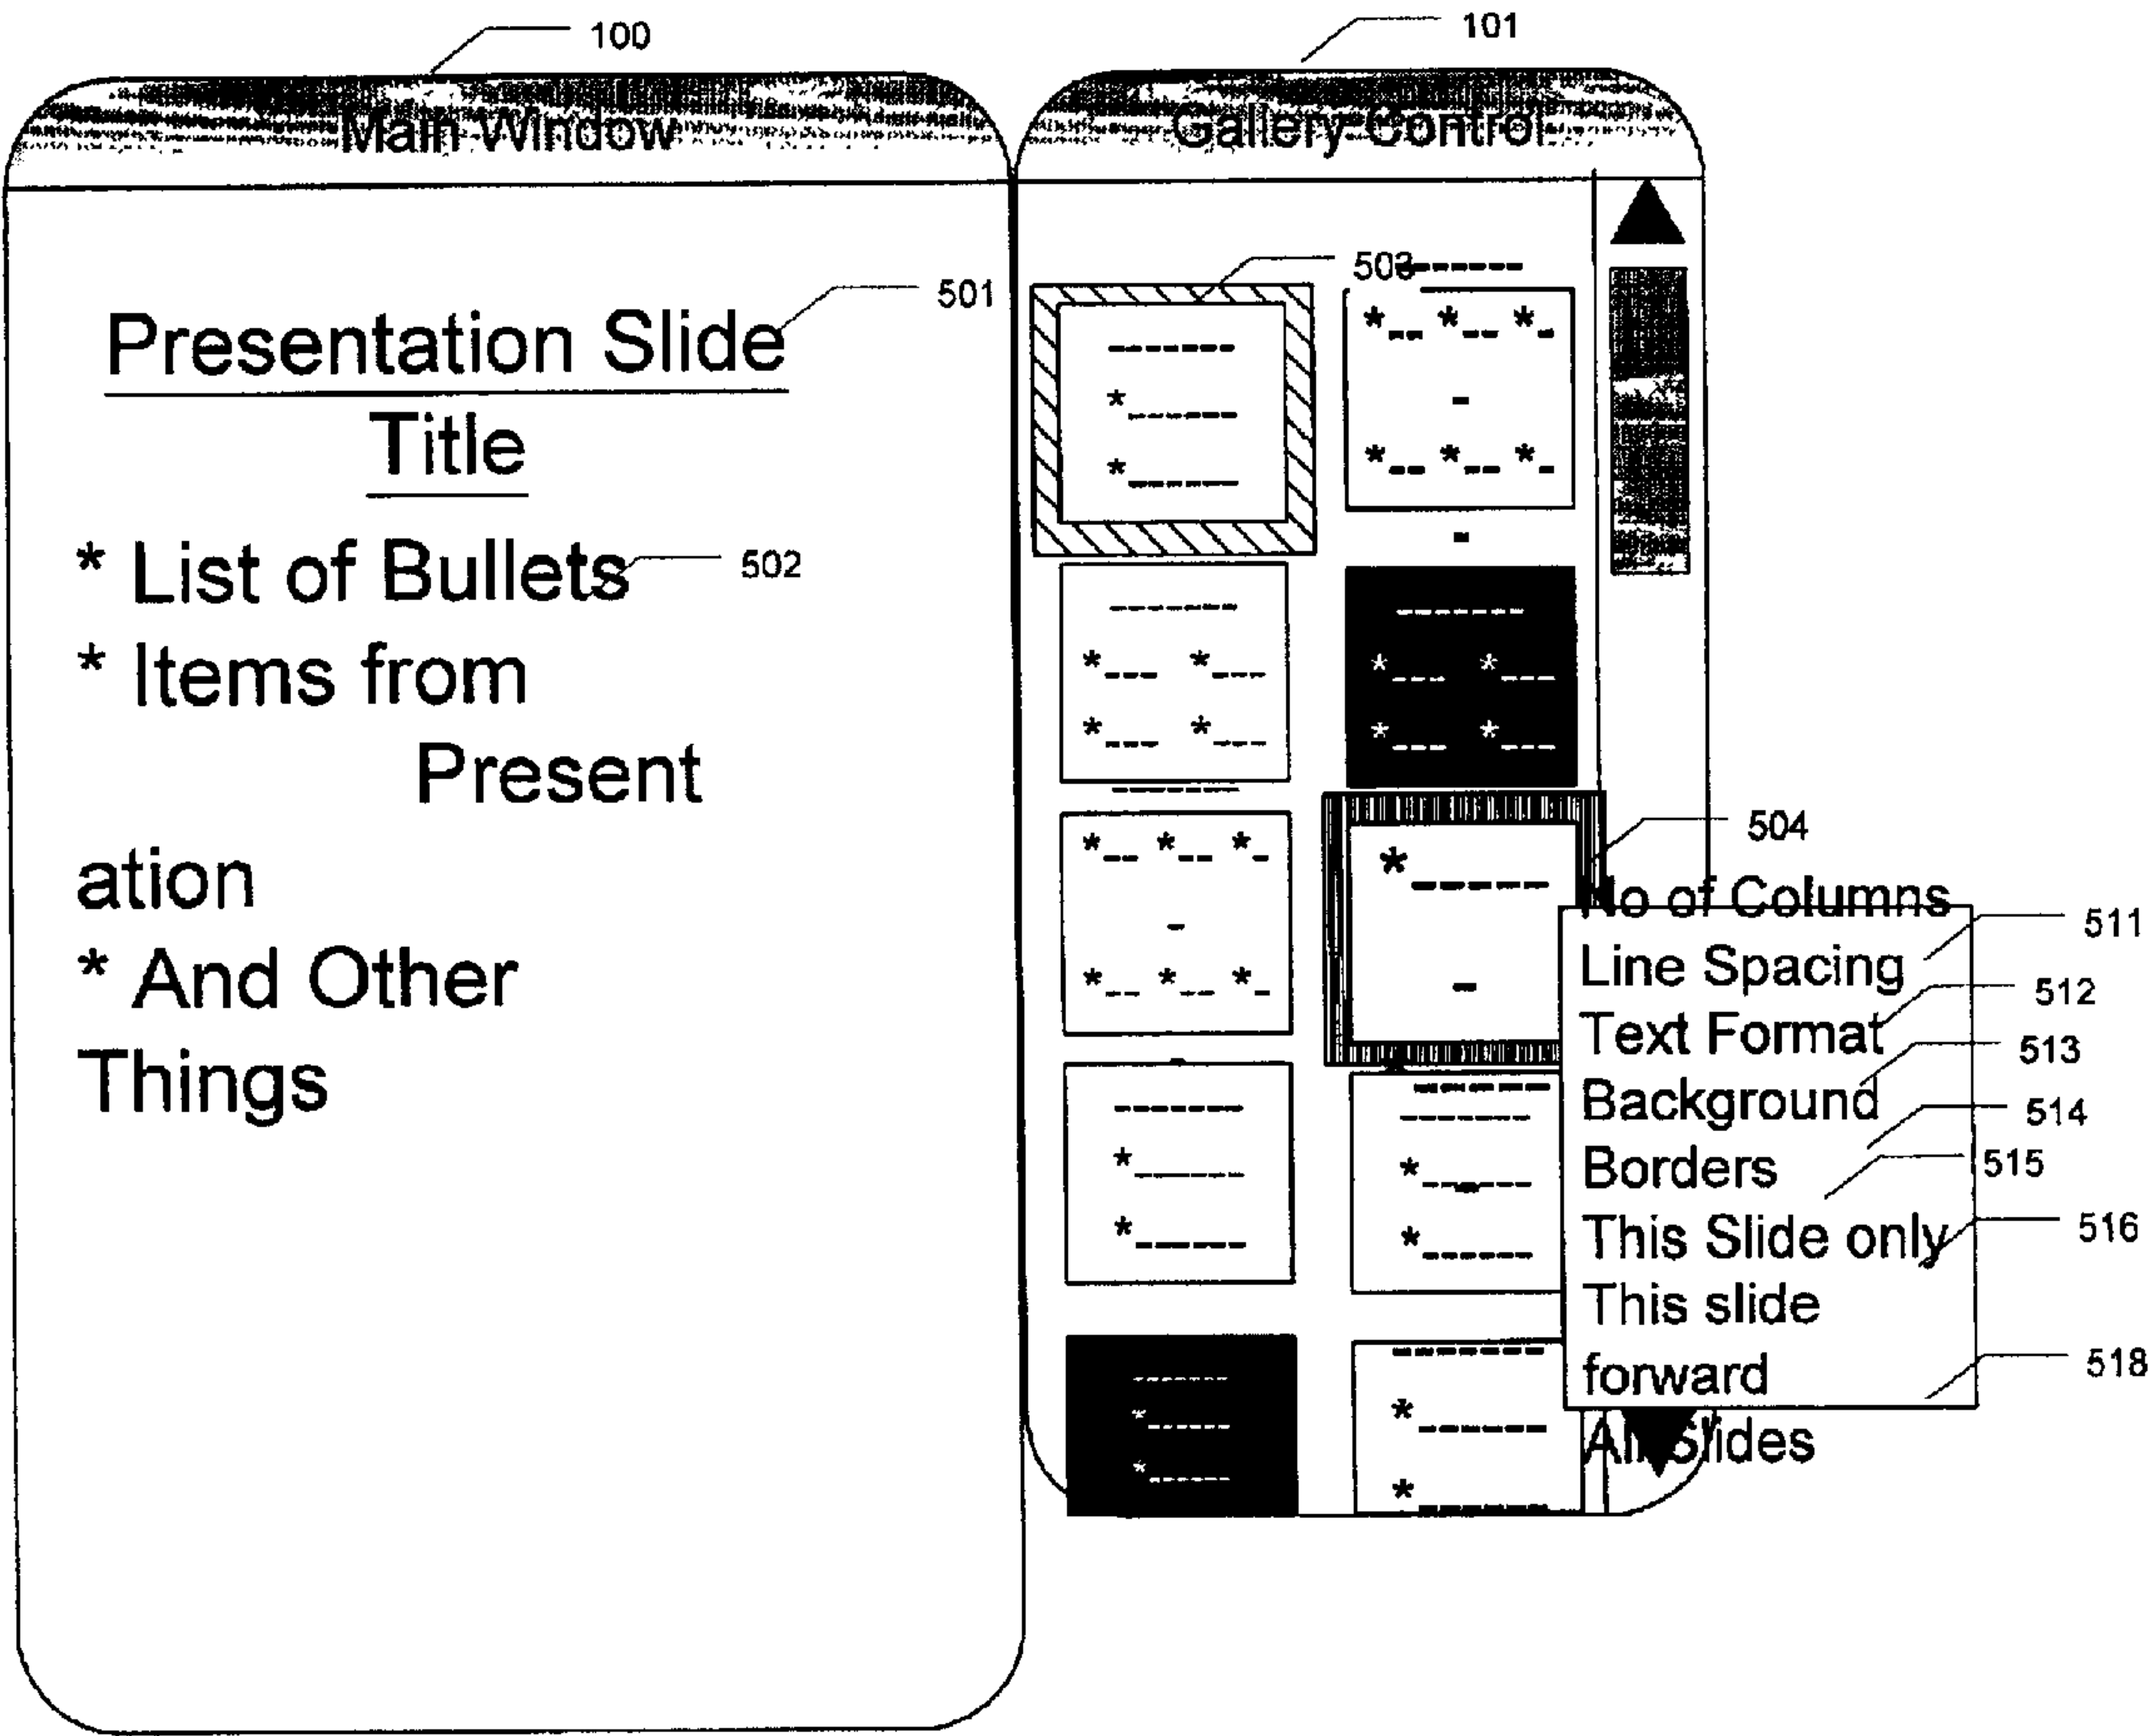 100
101
Main Window
Gallery Control
Presentation Slide
Title
501
* List of Bullets
502
* Items from
Present
ation
* And Other
Things
503
504
No of Columns
511
Line Spacing
512
Text Format
513
Background
514
Borders
515
This Slide only
516
This slide
forward
518
All Slides